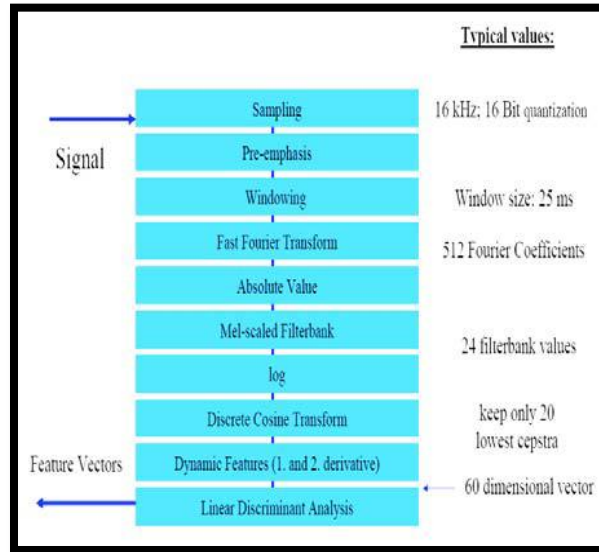 Typical values:
Sampling
16 kHz; 16 Bit quantization
Signal
Pre-emphasis
Windowing
Window size: 25 ms
Fast Fourier Transform
512 Fourier Coefficients
Absolute Value
Mel-scaled Filterbank
24 filterbank values
log
Discrete Cosine Transform
keep only 20
lowest cepstra
Feature Vectors
Dynamic Features (1. and 2. derivative)
60 dimensional vector
Linear Discriminant Analysis